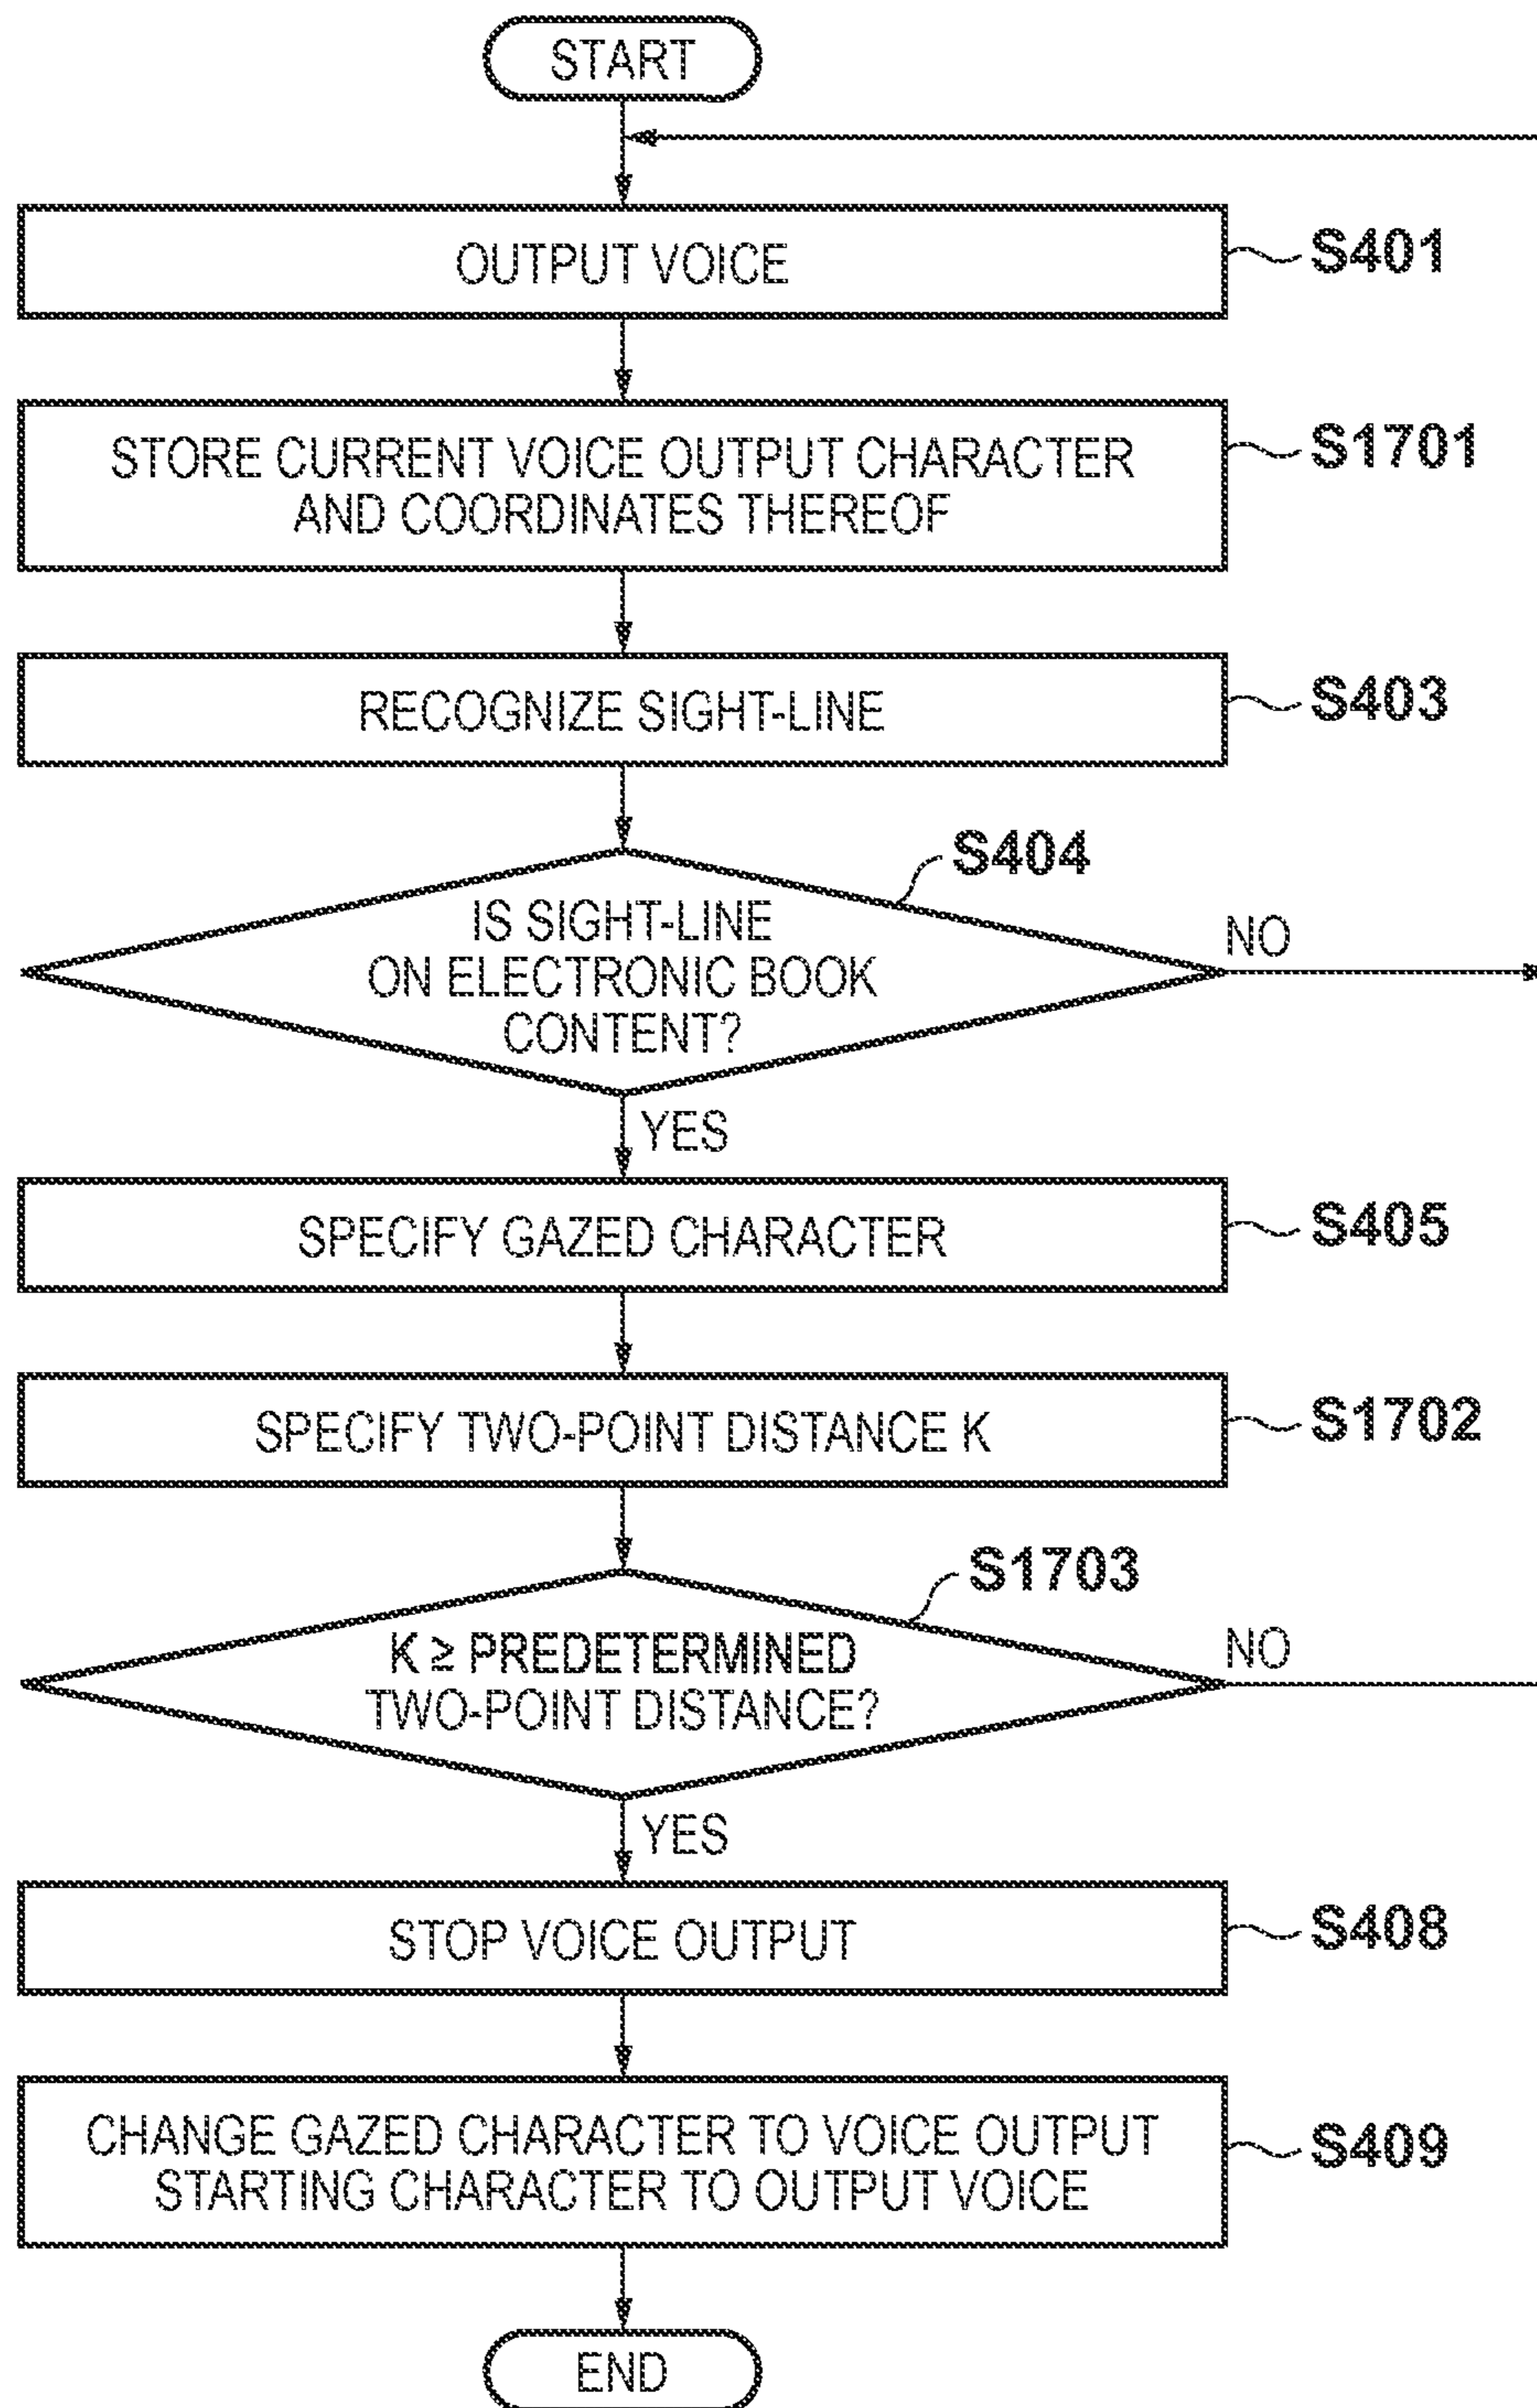 START
OUTPUT VOICE
S401
STORE CURRENT VOICE OUTPUT CHARACTER
AND COORDINATES THEREOF
S1701
RECOGNIZE SIGHT-LINE
S403
S404
IS SIGHT-LINE
ON ELECTRONIC BOOK
CONTENT?
NO
YES
SPECIFY GAZED CHARACTER
S405
SPECIFY TWO-POINT DISTANCE K
S1702
S1703
K ≥ PREDETERMINED
TWO-POINT DISTANCE?
NO
YES
STOP VOICE OUTPUT
S408
CHANGE GAZED CHARACTER TO VOICE OUTPUT
STARTING CHARACTER TO OUTPUT VOICE
S409
END